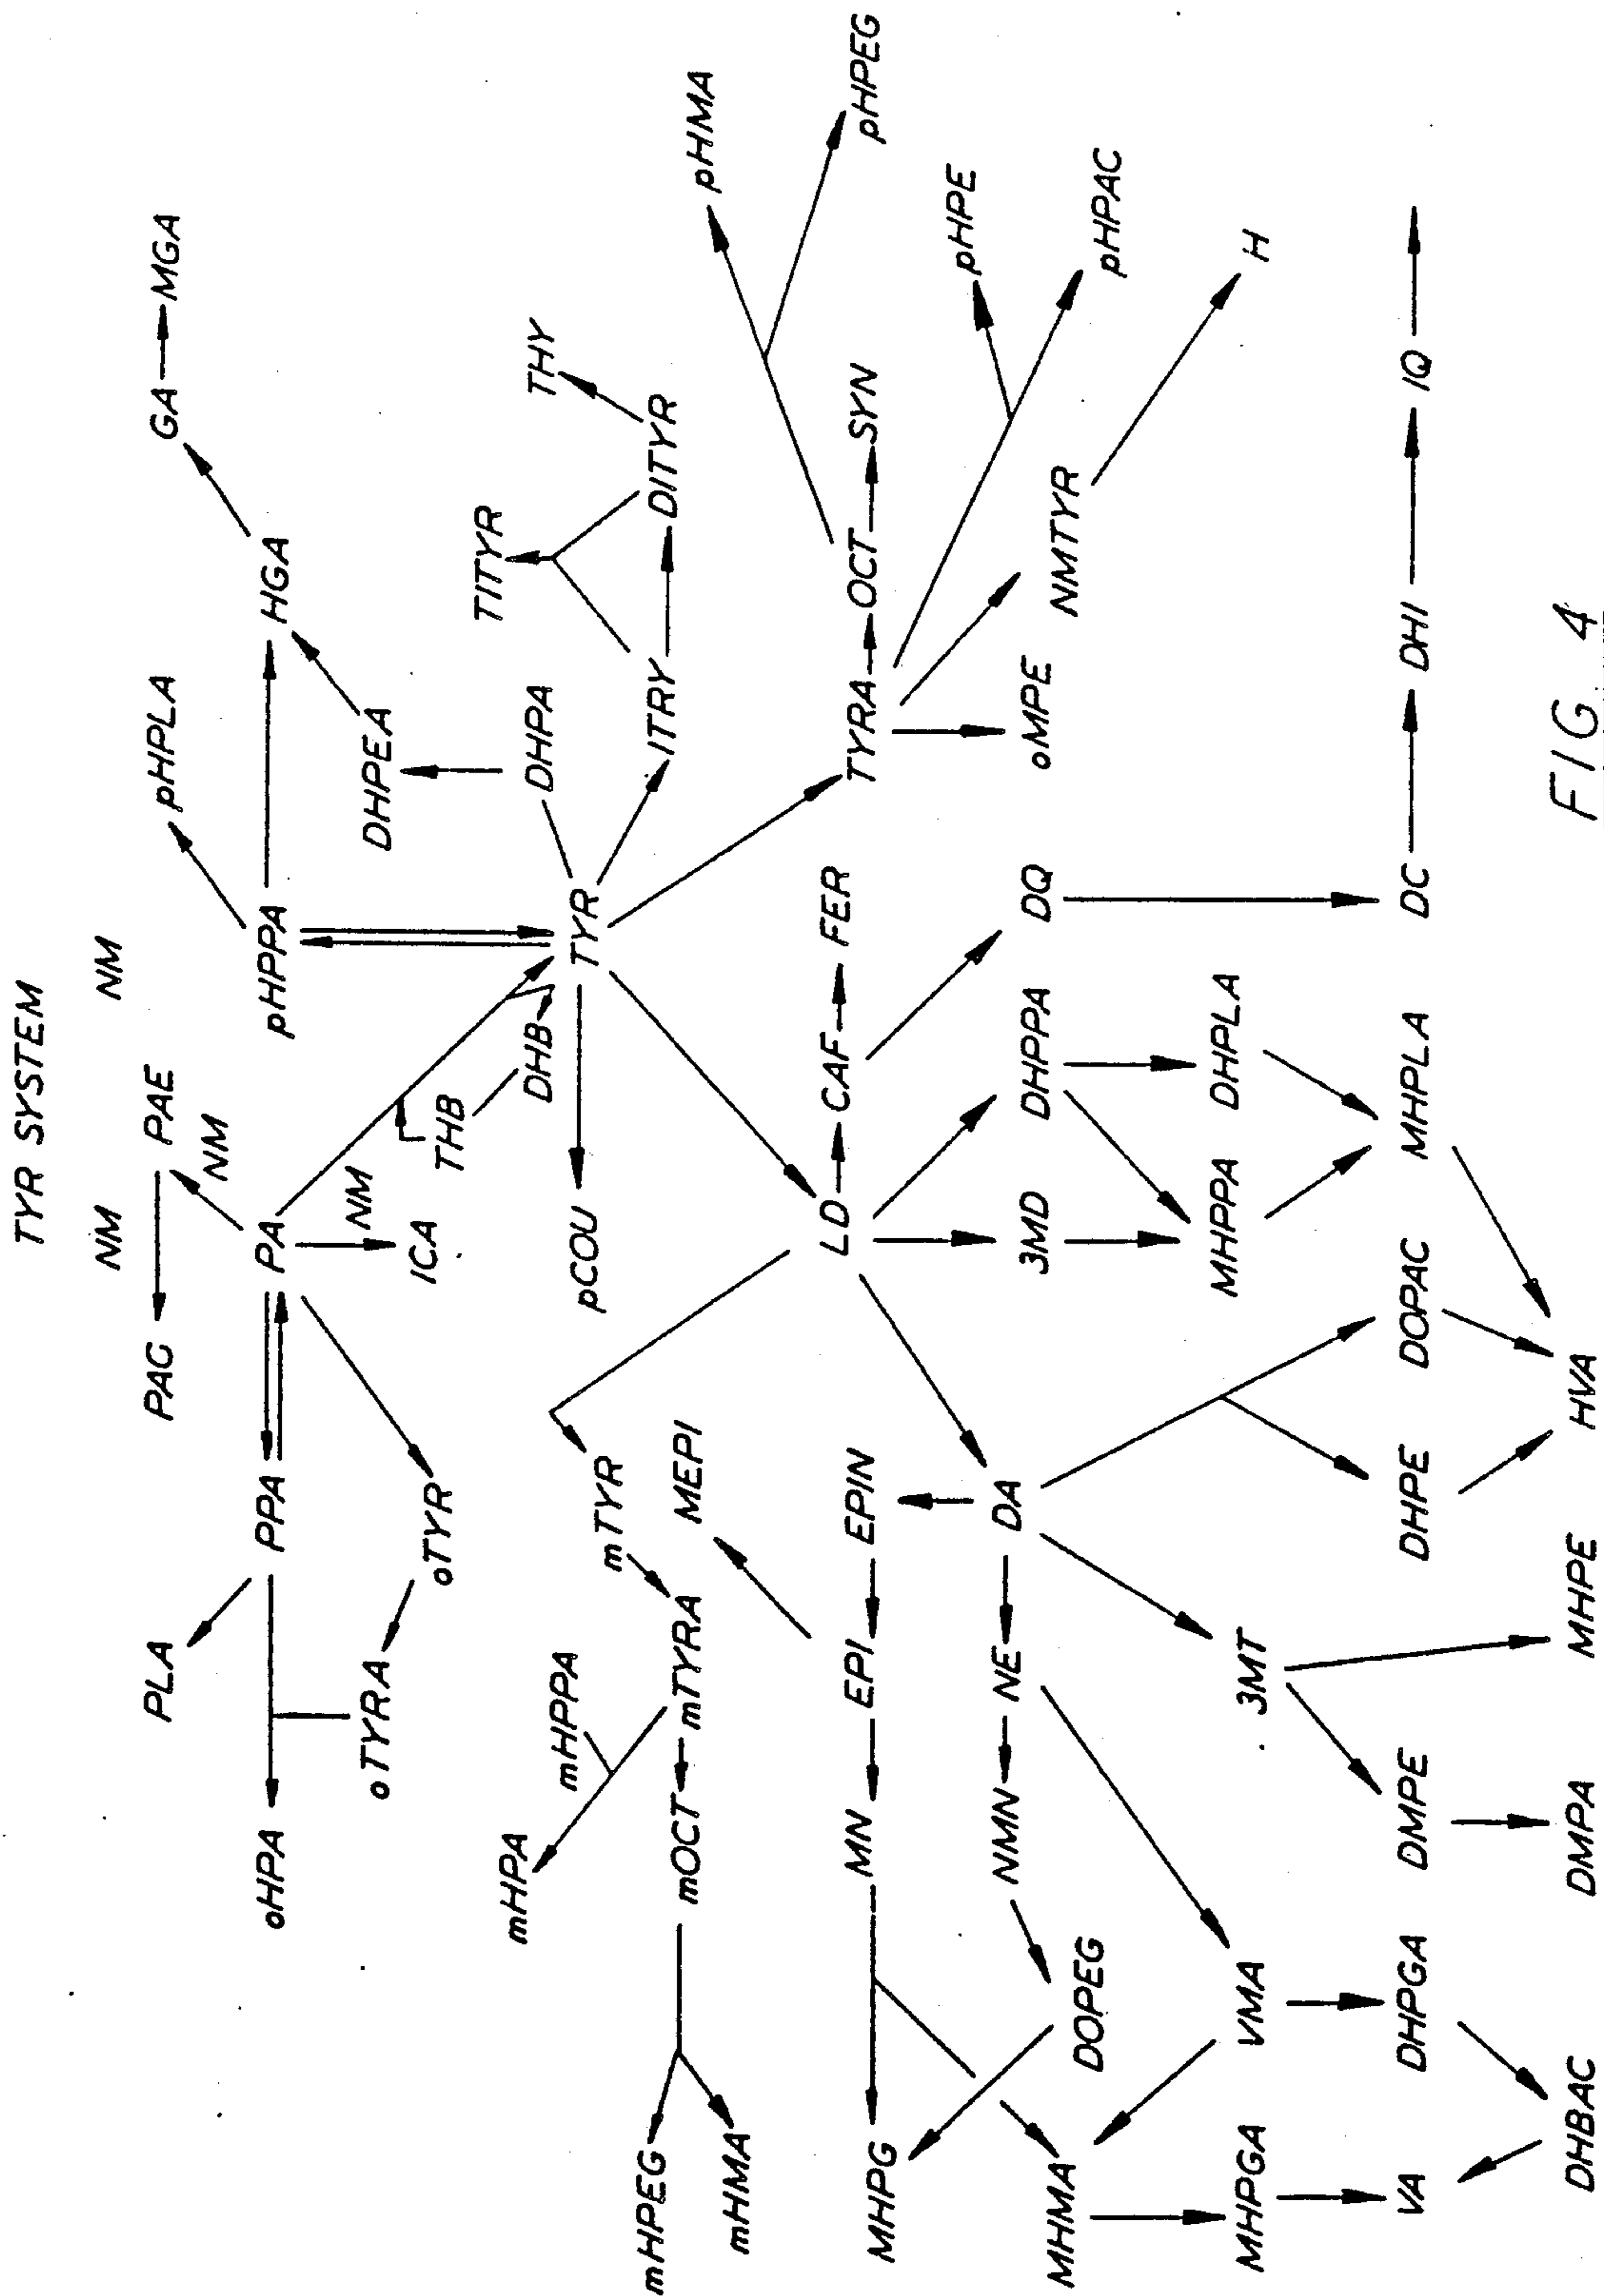 TYR SYSTEM
NM
NM
PAG
PAE
NM
PLA
pHPLA
GA
MGA
oHPA
PPA
PA
pHPPA
HGA
NM
oTYRA
oTYR
ICA
THB
DHPEA
TITYR
DHB
DHPA
THY
mHPA
mHPPA
mTYR
pCOU
TYR
mHPEG
mHMA
mOCT
mTYRA
MEPI
ITRY
DITYR
pHMA
MHPG
MN
EPI
EPIN
LD
CAF
FER
TYRA
OCT
SYN
pHPEG
MHMA
DOPEG
NMN
NE
DA
3MD
DHPPA
DQ
oMPE
NMTYR
pHPE
pHPAC
MHPGA
VMA
3MT
MHPPA
DHPLA
H
VA
DHPGA
DMPE
DHPE
DOPAC
MHPLA
DC
DHI
IQ
DHBAC
DMPA
MHPE
HVA
FIG. 4